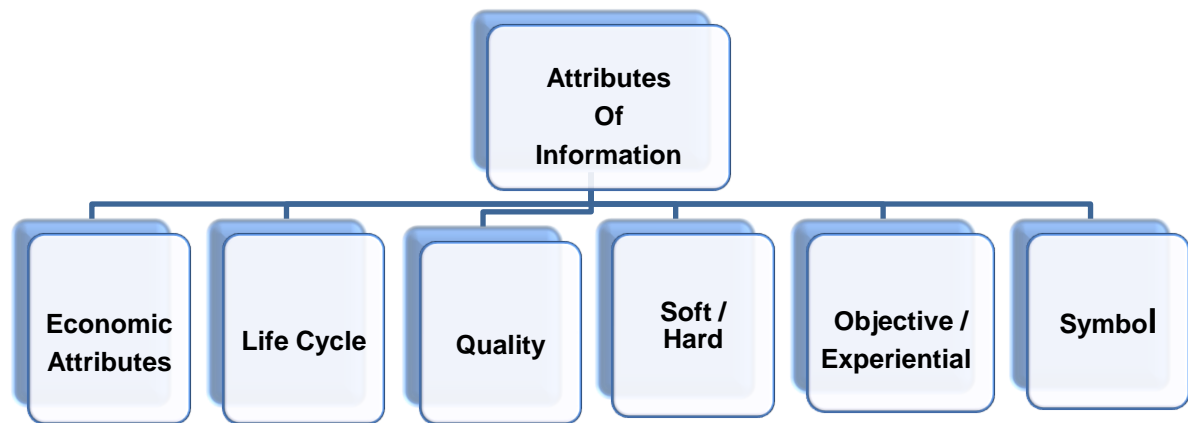 Attributes
Of
Information
Economic
Attributes
Life Cycle
Quality
Soft /
Hard
Objective /
Experiential
Symbol